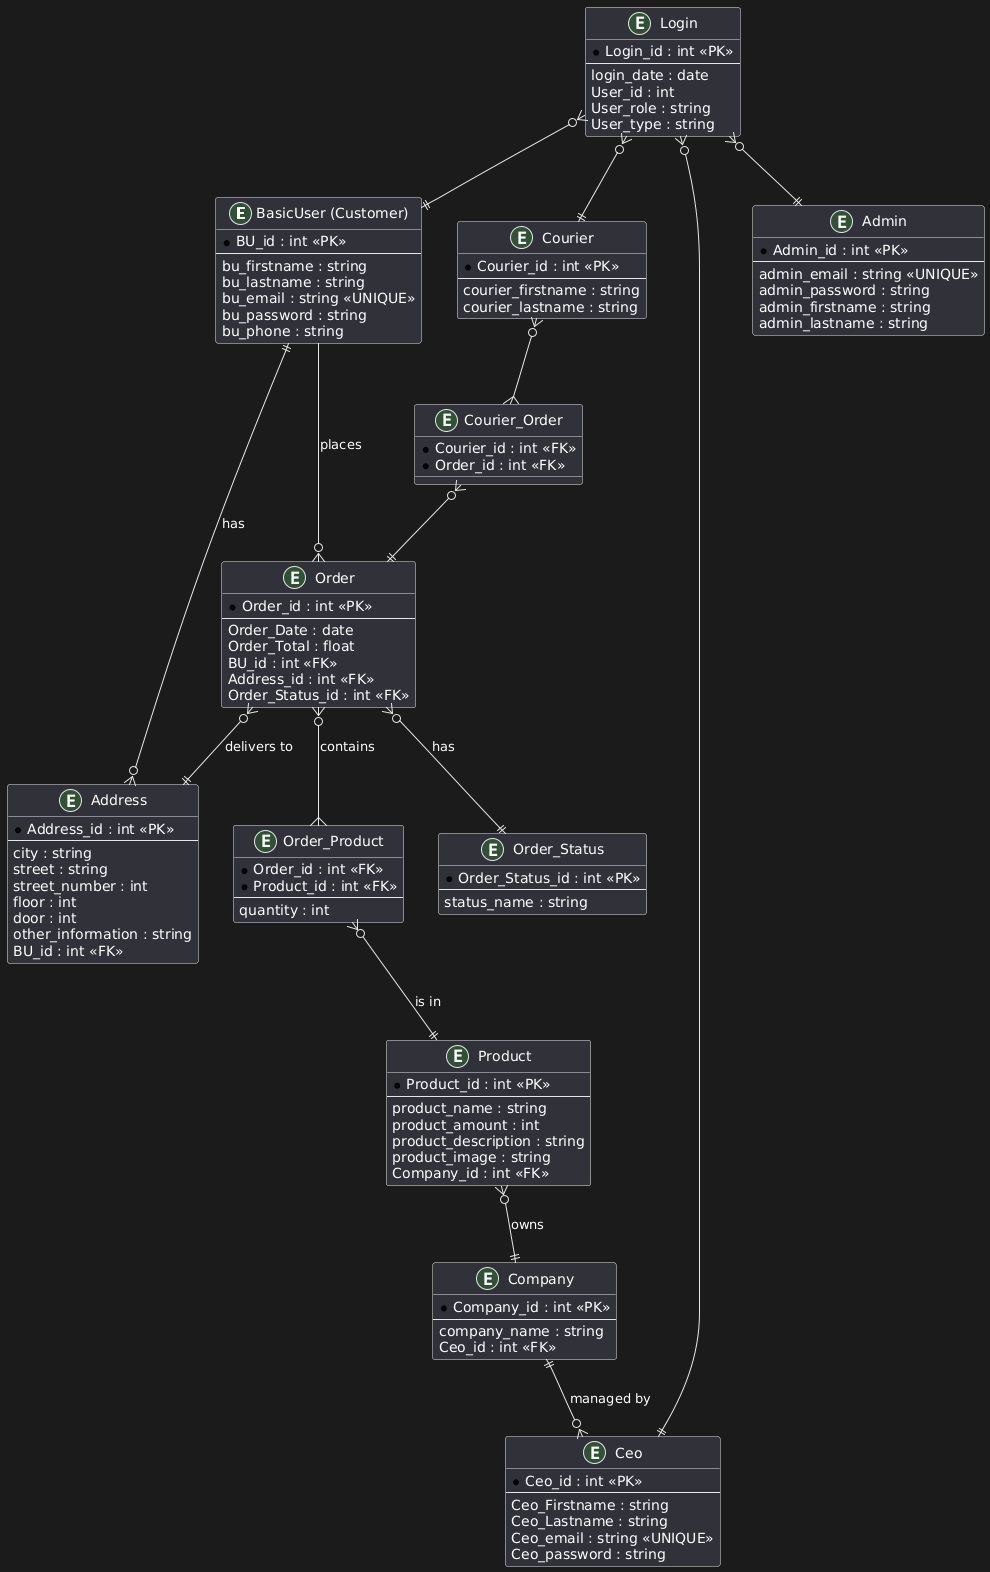 E Login
Login_id : int «PK»
login_date : date
User_id : int
User_role : string
User_type : string
E BasicUser (Customer)
BU_id : int «PK»
bu_firstname : string
bu_lastname : string
bu_email : string «UNIQUE»
bu_password : string
bu_phone : string
E Courier
Courier_id : int «PK»
courier_firstname : string
courier_lastname : string
E Admin
Admin_id : int «PK»
admin_email : string «UNIQUE»
admin_password : string
admin_firstname : string
admin_lastname : string
E Courier_Order
Courier_id : int «FK»
Order_id : int «FK»
places
has
E Order
Order_id : int «PK»
Order_Date : date
Order_Total : float
BU_id : int «FK»
Address_id : int «FK»
Order_Status_id : int «FK»
delivers to
contains
has
E Address
Address_id : int «PK»
city : string
street : string
street_number : int
floor : int
door : int
other_information : string
BU_id : int «FK»
E Order_Product
Order_id : int «FK»
Product_id : int «FK»
quantity : int
E Order_Status
Order_Status_id : int «PK»
status_name : string
is in
E Product
Product_id : int «PK»
product_name : string
product_amount : int
product_description : string
product_image : string
Company_id : int «FK»
owns
E Company
Company_id : int «PK»
company_name : string
Ceo_id : int «FK»
managed by
E Ceo
Ceo_id : int «PK»
Ceo_Firstname : string
Ceo_Lastname : string
Ceo_email : string «UNIQUE»
Ceo_password : string